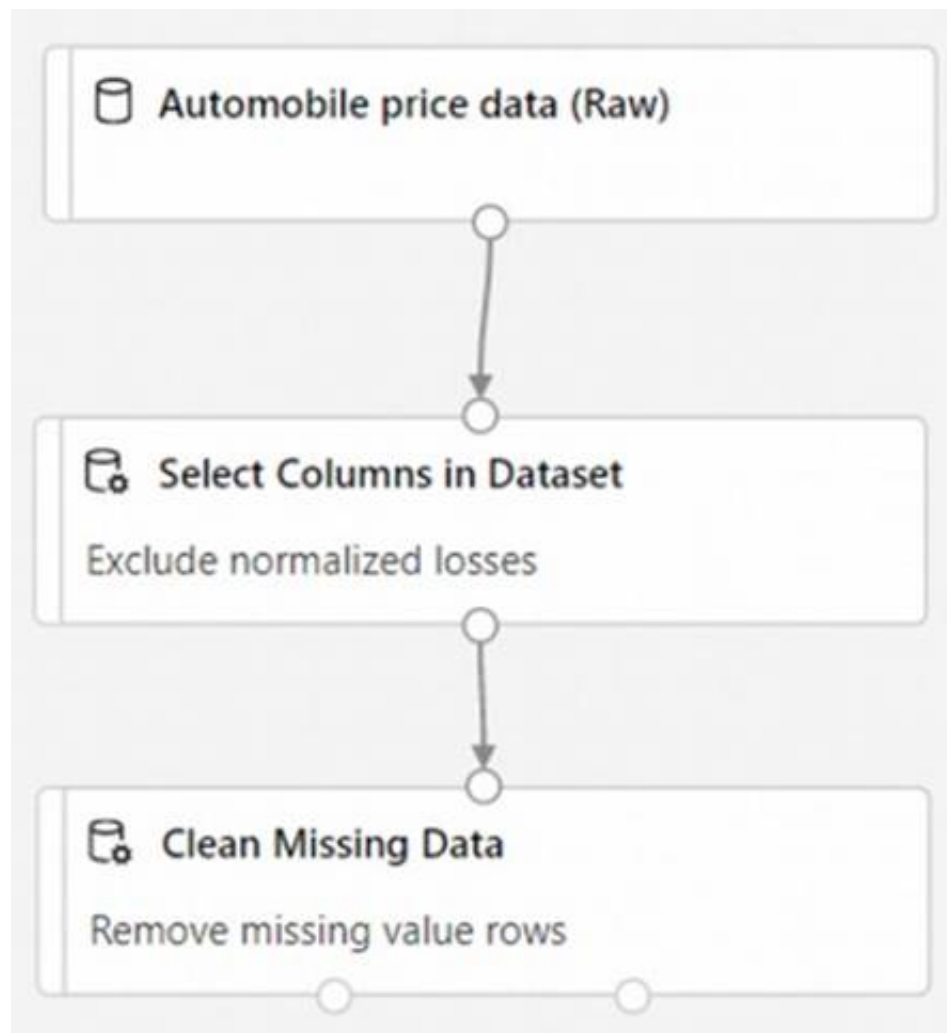 Automobile price data (Raw)
Select Columns in Dataset
Exclude normalized losses
Clean Missing Data
Remove missing value rows